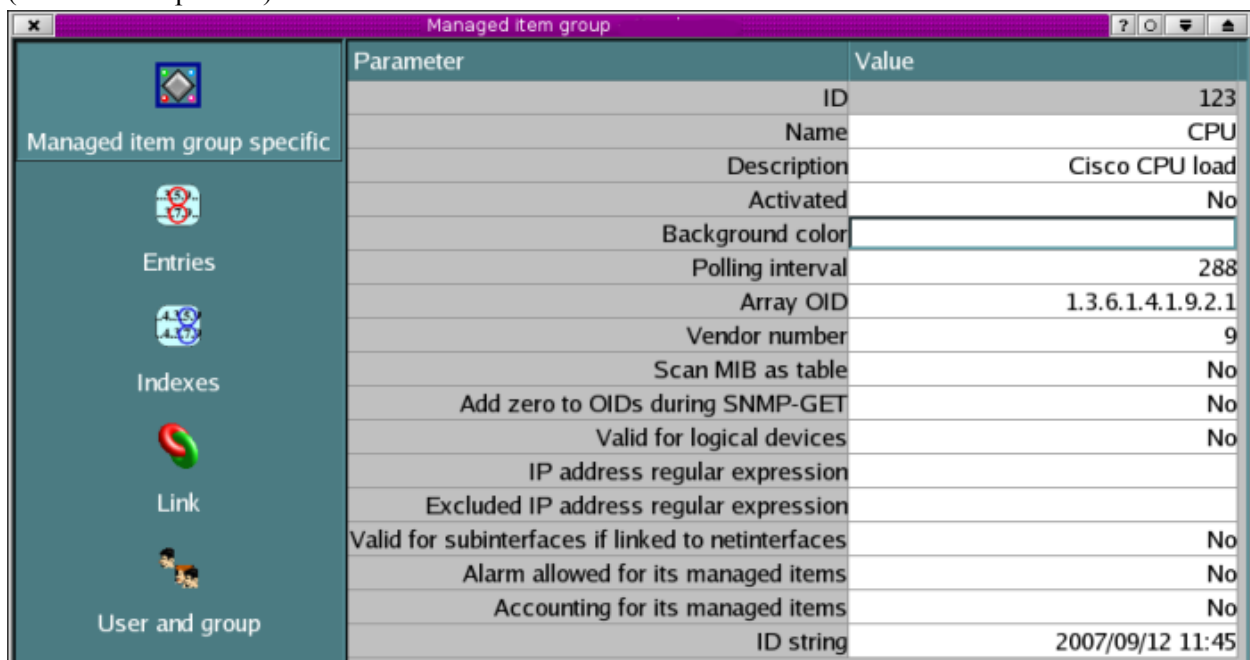 Managed item group
?
Parameter Value
Managed item group specific
Entries
Indexes
Link
User and group
ID 123
Name CPU
Description Cisco CPU load
Activated No
Background color
Polling interval 288
Array OID 1.3.6.1.4.1.9.2.1
Vendor number 9
Scan MIB as table No
Add zero to OIDs during SNMP-GET No
Valid for logical devices No
IP address regular expression
Excluded IP address regular expression
Valid for subinterfaces if linked to netinterfaces No
Alarm allowed for its managed items No
Accounting for its managed items No
ID string 2007/09/12 11:45